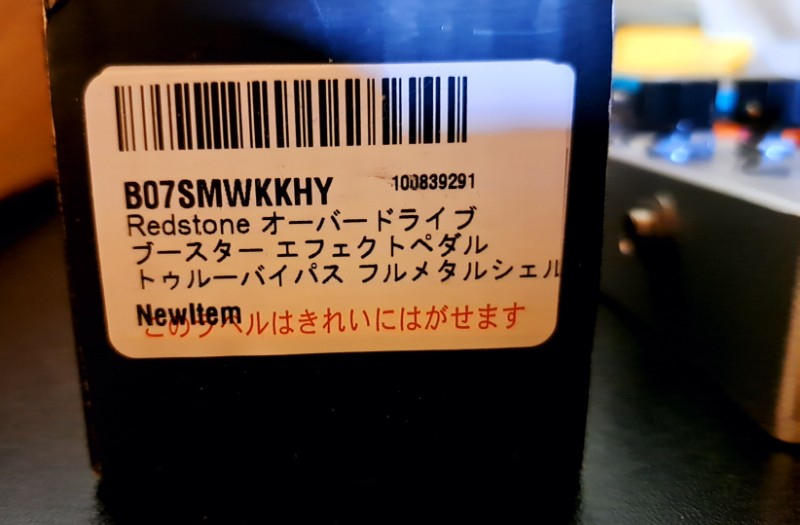 B07SMWKKHY 100839291
Redstone オーバードライブ
ブースター エフェクトペダル
トゥルーバイパス フルメタルシェル
NewItem
このラベルはきれいにはがせます